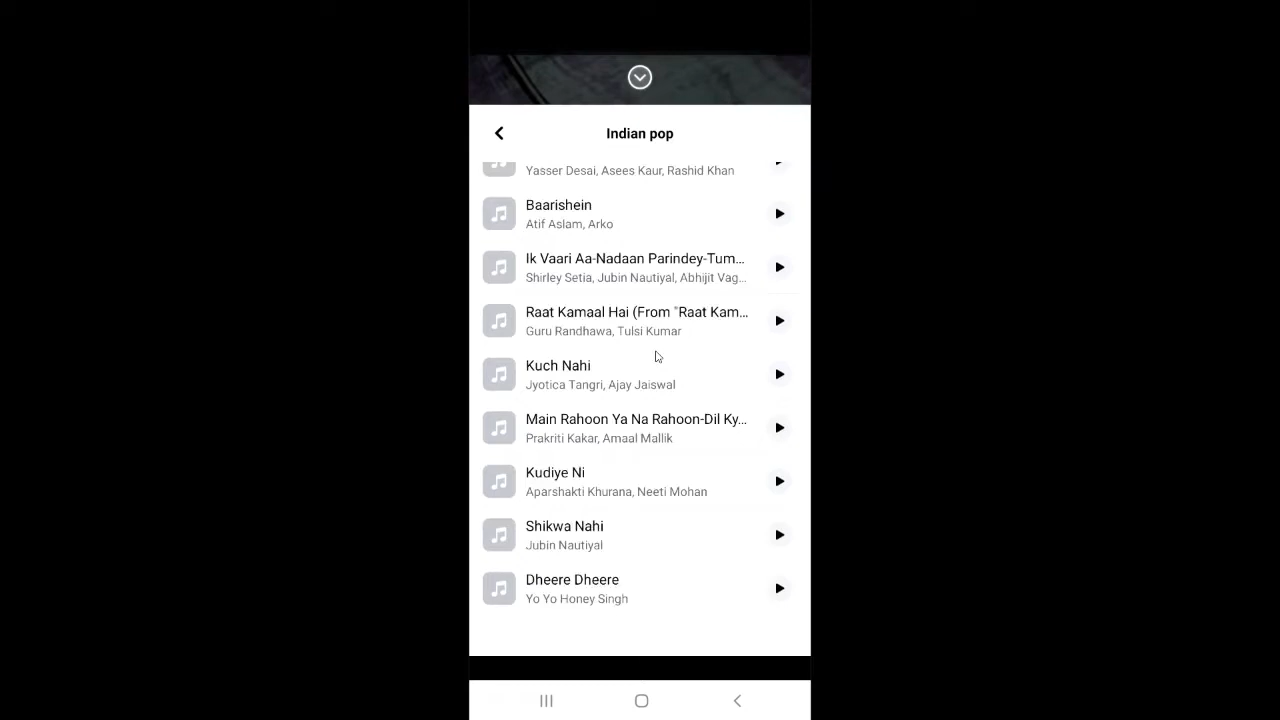 Indian pop
Yasser Desai, Asees Kaur, Rashid Khan
Baarishein
Atif Aslam, Arko
Ik Vaari Aa-Nadaan Parindey-Tum...
Shirley Setia, Jubin Nautiyal, Abhijit Vag...
Raat Kamaal Hai (From "Raat Kam...
Guru Randhawa, Tulsi Kumar
Kuch Nahi
Jyotica Tangri, Ajay Jaiswal
Main Rahoon Ya Na Rahoon-Dil Ky...
Prakriti Kakar, Amaal Mallik
Kudiye Ni
Aparshakti Khurana, Neeti Mohan
Shikwa Nahi
Jubin Nautiyal
Dheere Dheere
Yo Yo Honey Singh